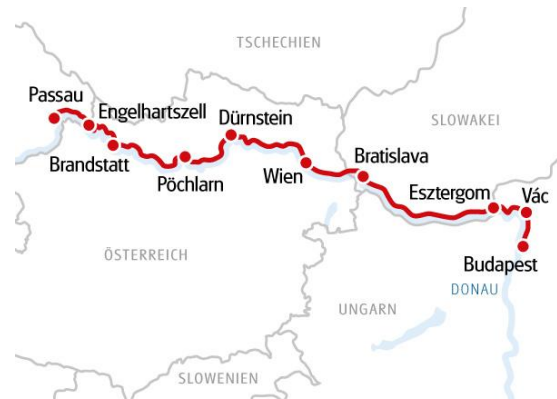 TSCHECHIEN
Passau
Engelhartszell
Dürnstein
SLOWAKEI
Brandstatt
Pöchlarn
Wien
Bratislava
Esztergom
Vác
ÖSTERREICH
Budapest
DONAU
UNGARN
SLOWENIEN